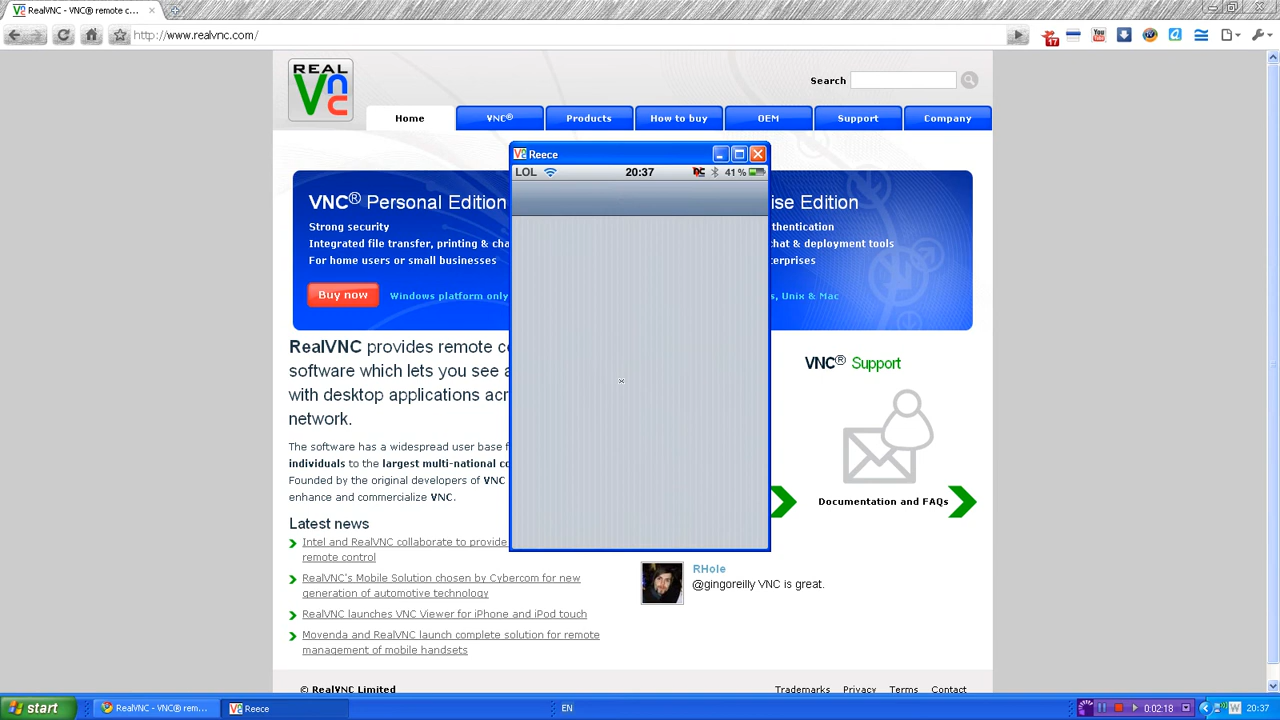 RealVNC - VNC® remote c...
http://www.realvnc.com/
17
You
REAL
Vnc
Search
Home
VNC®
Products
How to buy
OEM
Support
Company
Reece
LOL
20:37
41%
VNC® Personal Edition
Strong security
Integrated file transfer, printing & cha
For home users or small businesses
Buy now
Windows platform only
ise Edition
thentication
chat & deployment tools
terprises
s, Unix & Mac
RealVNC provides remote co
software which lets you see a
with desktop applications acr
network.
The software has a widespread user base f
individuals to the largest multi-national co
Founded by the original developers of VNC
enhance and commercialize VNC.
VNC® Support
Documentation and FAQs
Latest news
Intel and RealVNC collaborate to provide
remote control
RealVNC's Mobile Solution chosen by Cybercom for new
generation of automotive technology
RealVNC launches VNC Viewer for iPhone and iPod touch
Movenda and RealVNC launch complete solution for remote
management of mobile handsets
RHole
@gingoreilly VNC is great.
© RealVNC Limited
Trademarks
Privacy
Terms
Contact
start
RealVNC - VNC® rem...
Reece
EN
0:02:18
20:37